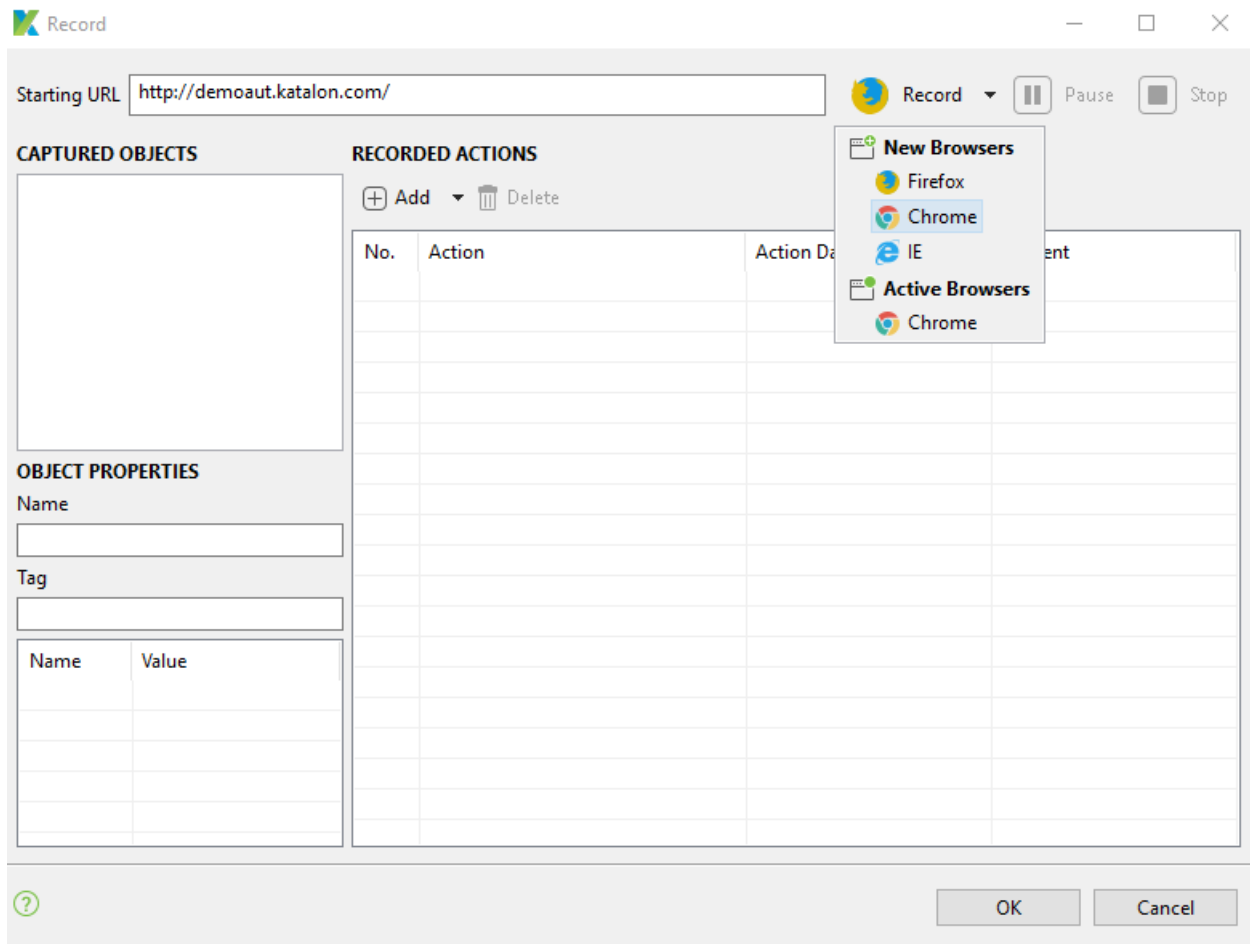 Record
Starting URL http://demoaut.katalon.com/ Record Pause Stop
CAPTURED OBJECTS RECORDED ACTIONS
New Browsers
Firefox
Chrome
IE
Active Browsers
Chrome
Add Delete
No. Action Action Da ent
OBJECT PROPERTIES
Name
Tag
Name Value
OK Cancel